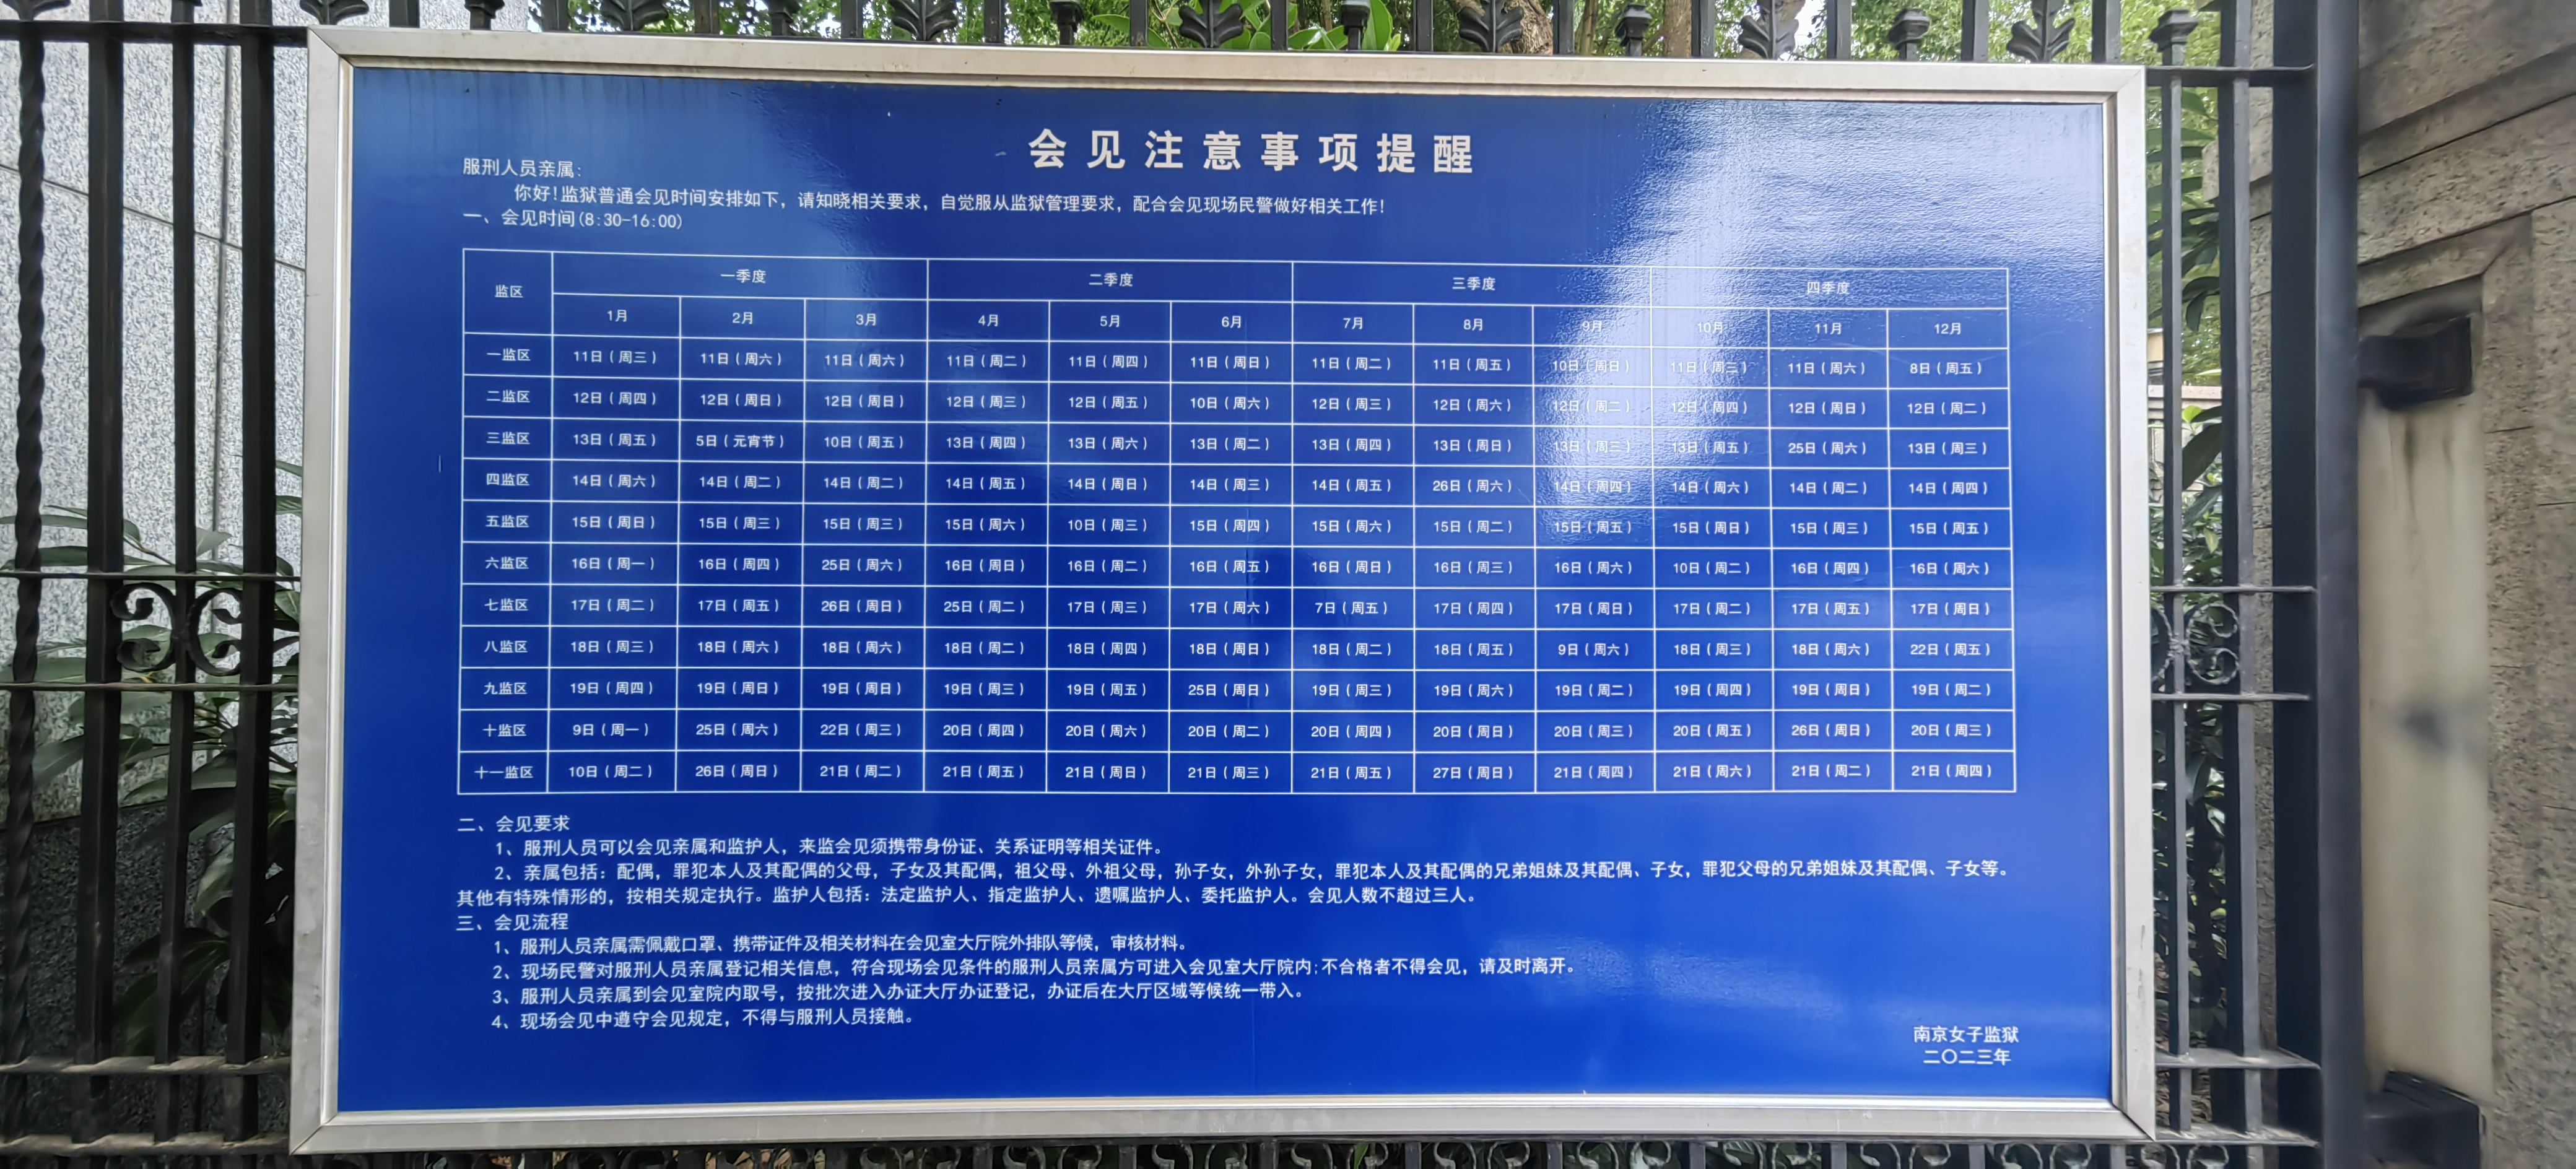 会见注意事项提醒
服刑人员亲属:
你好!监狱普通会见时间安排如下，请知晓相关要求，自觉服从监狱管理要求，配合会见现场民警做好相关工作!
一、会见时间(8:30-16:00)
监区 一季度 二季度 三季度 四季度
1月 2月 3月 4月 5月 6月 7月 8月 9月 10月 11月 12月
一监区 11日(周三) 11日(周六) 11日(周六) 11日(周二) 11日(周四) 11日(周日) 11日(周二) 11日(周五) 10日(周日) 11日(周三) 11日(周六) 8日(周五)
二监区 12日(周四) 12日(周日) 12日(周日) 12日(周三) 12日(周五) 10日(周六) 12日(周三) 12日(周六) 12日(周二) 12日(周四) 12日(周日) 12日(周二)
三监区 13日(周五) 5日(元宵节) 10日(周五) 13日(周四) 13日(周六) 13日(周二) 13日(周四) 13日(周日) 13日(周三) 13日(周五) 25日(周六) 13日(周三)
四监区 14日(周六) 14日(周二) 14日(周二) 14日(周五) 14日(周日) 14日(周三) 14日(周五) 26日(周六) 14日(周四) 14日(周六) 14日(周二) 14日(周四)
五监区 15日(周日) 15日(周三) 15日(周三) 15日(周六) 10日(周三) 15日(周四) 15日(周六) 15日(周二) 15日(周五) 15日(周日) 15日(周三) 15日(周五)
六监区 16日(周一) 16日(周四) 25日(周六) 16日(周日) 16日(周二) 16日(周五) 16日(周日) 16日(周三) 16日(周六) 10日(周二) 16日(周四) 16日(周六)
七监区 17日(周二) 17日(周五) 26日(周日) 25日(周二) 17日(周三) 17日(周六) 7日(周五) 17日(周四) 17日(周日) 17日(周二) 17日(周五) 17日(周日)
八监区 18日(周三) 18日(周六) 18日(周六) 18日(周二) 18日(周四) 18日(周日) 18日(周二) 18日(周五) 9日(周六) 18日(周三) 18日(周六) 22日(周五)
九监区 19日(周四) 19日(周日) 19日(周日) 19日(周三) 19日(周五) 25日(周日) 19日(周三) 19日(周六) 19日(周二) 19日(周四) 19日(周日) 19日(周二)
十监区 9日(周一) 25日(周六) 22日(周三) 20日(周四) 20日(周六) 20日(周二) 20日(周四) 20日(周日) 20日(周三) 20日(周五) 26日(周日) 20日(周三)
十一监区 10日(周二) 26日(周日) 21日(周二) 21日(周五) 21日(周日) 21日(周三) 21日(周五) 27日(周日) 21日(周四) 21日(周六) 21日(周二) 21日(周四)
二、会见要求
1、服刑人员可以会见亲属和监护人，来监会见须携带身份证、关系证明等相关证件。
2、亲属包括：配偶，罪犯本人及其配偶的父母，子女及其配偶，祖父母、外祖父母，孙子女，外孙子女，罪犯本人及其配偶的兄弟姐妹及其配偶、子女，罪犯父母的兄弟姐妹及其配偶、子女等。
其他有特殊情形的，按相关规定执行。监护人包括：法定监护人、指定监护人、遗嘱监护人、委托监护人。会见人数不超过三人。
三、会见流程
1、服刑人员亲属需佩戴口罩、携带证件及相关材料在会见室大厅院外排队等候，审核材料。
2、现场民警对服刑人员亲属登记相关信息，符合现场会见条件的服刑人员亲属方可进入会见室大厅院内;不合格者不得会见，请及时离开。
3、服刑人员亲属到会见室院内取号，按批次进入办证大厅办证登记，办证后在大厅区域等候统一带入。
4、现场会见中遵守会见规定，不得与服刑人员接触。
南京女子监狱
二〇二三年